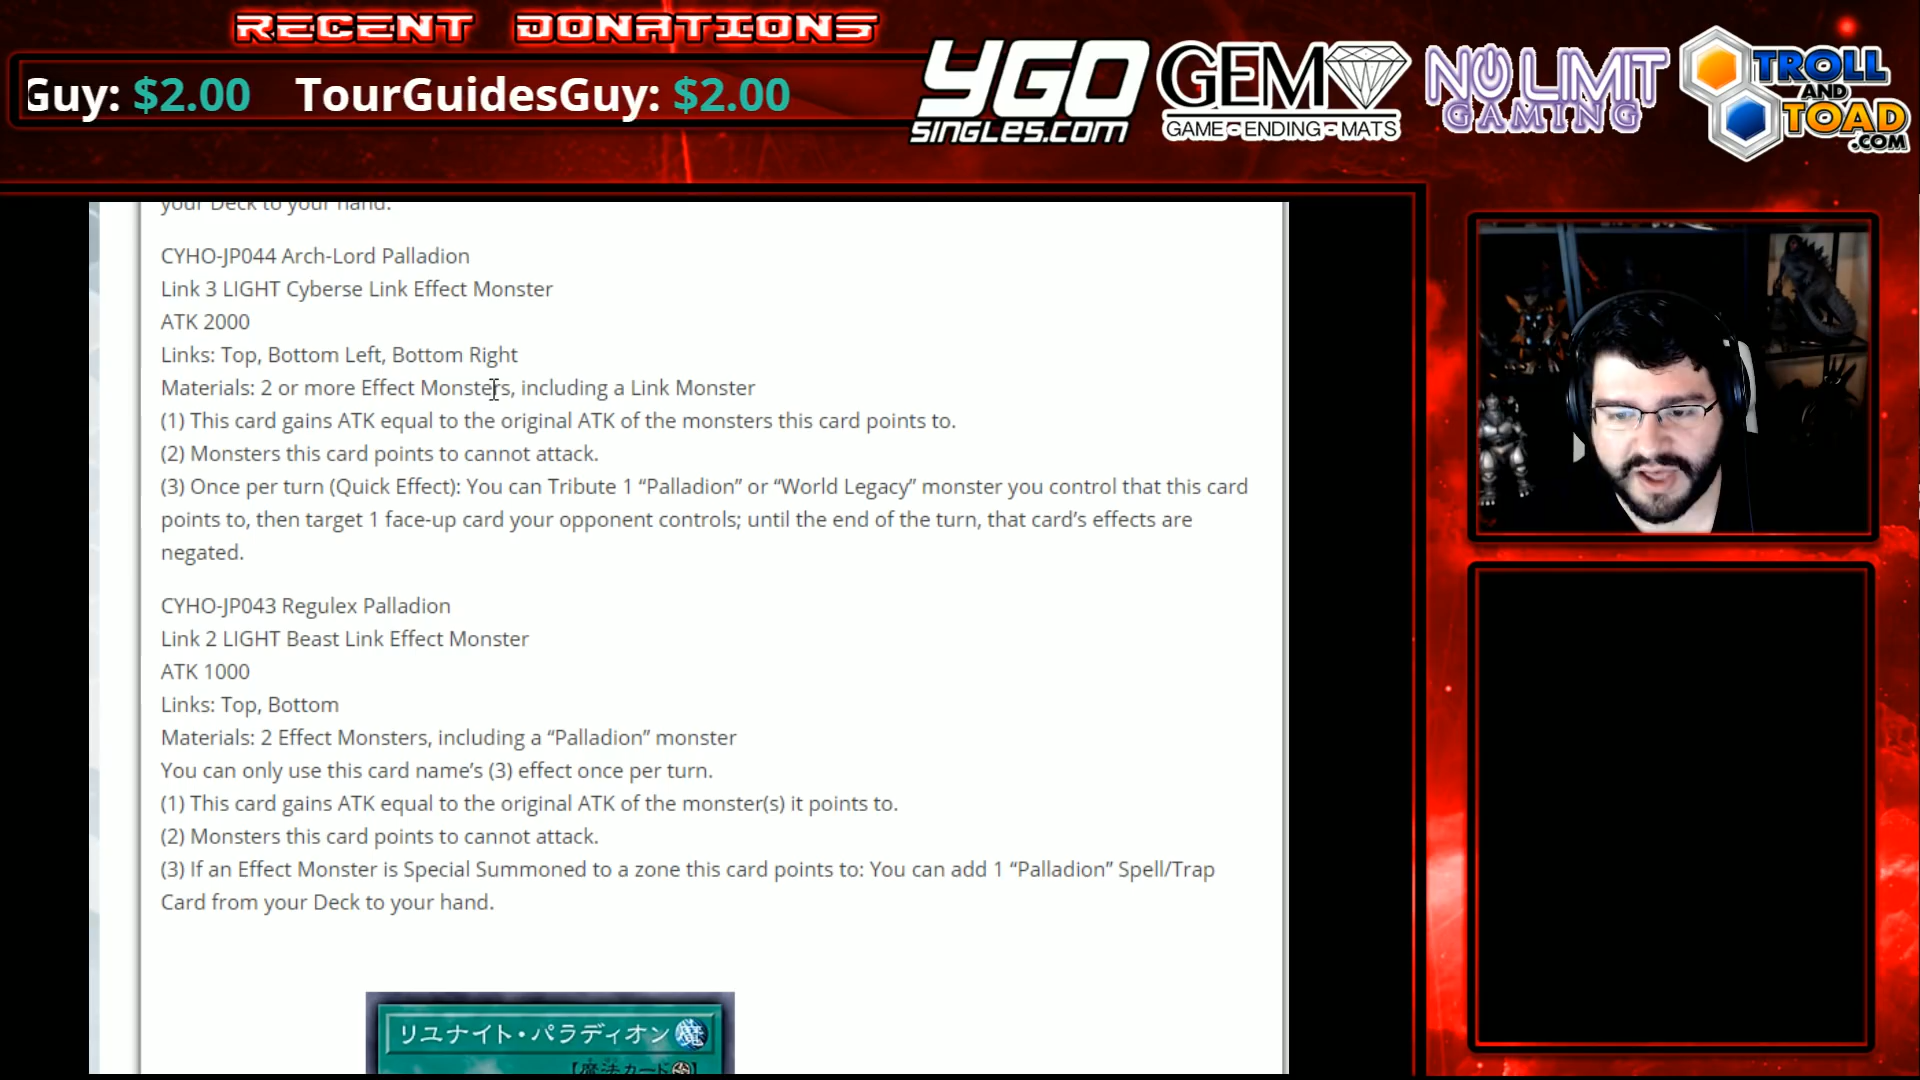 RECENT DONATIONS
Guy: $2.00 TourGuidesGuy: $2.00
YGO
SINGLES.COM
GEM
GAME-ENDING-MATS
NO LIMIT
GAMING
TROLL
AND
TOAD
.COM
your Deck to your hand.
CYHO-JP044 Arch-Lord Palladion
Link 3 LIGHT Cyberse Link Effect Monster
ATK 2000
Links: Top, Bottom Left, Bottom Right
Materials: 2 or more Effect Monsters, including a Link Monster
(1) This card gains ATK equal to the original ATK of the monsters this card points to.
(2) Monsters this card points to cannot attack.
(3) Once per turn (Quick Effect): You can Tribute 1 “Palladion” or “World Legacy” monster you control that this card
points to, then target 1 face-up card your opponent controls; until the end of the turn, that card’s effects are
negated.
CYHO-JP043 Regulex Palladion
Link 2 LIGHT Beast Link Effect Monster
ATK 1000
Links: Top, Bottom
Materials: 2 Effect Monsters, including a “Palladion” monster
You can only use this card name’s (3) effect once per turn.
(1) This card gains ATK equal to the original ATK of the monster(s) it points to.
(2) Monsters this card points to cannot attack.
(3) If an Effect Monster is Special Summoned to a zone this card points to: You can add 1 “Palladion” Spell/Trap
Card from your Deck to your hand.
リユナイト・パラディオン 魔
【魔法カード】